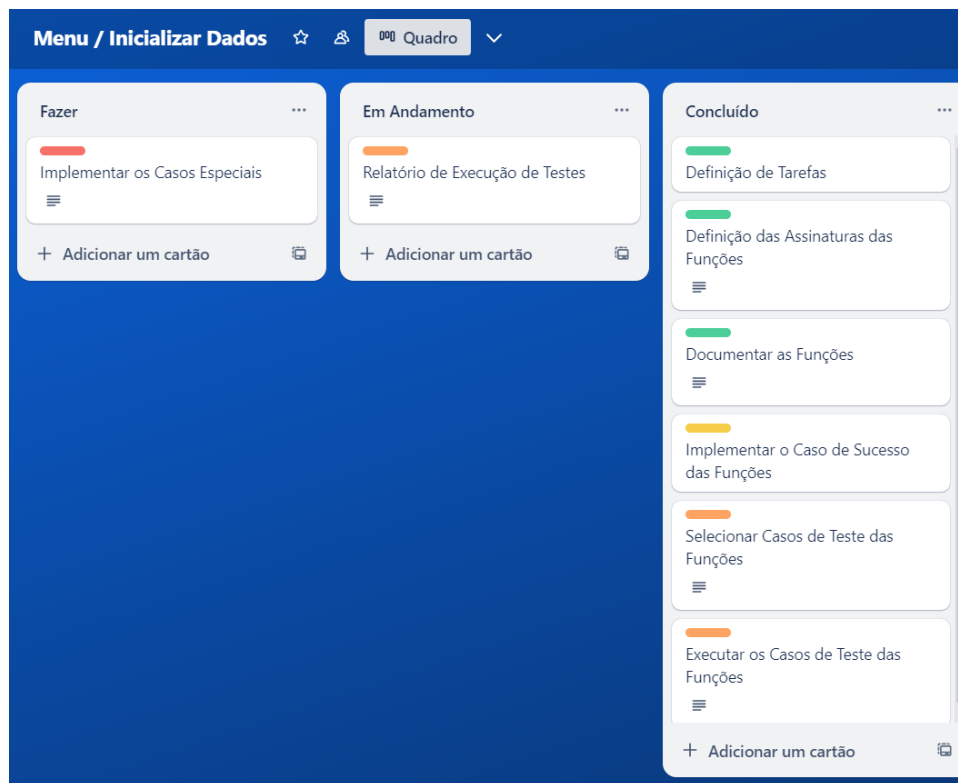 Menu / Inicializar Dados
Quadro
Fazer
Implementar os Casos Especiais
+ Adicionar um cartão
Em Andamento
Relatório de Execução de Testes
+ Adicionar um cartão
Concluído
Definição de Tarefas
Definição das Assinaturas das
Funções
Documentar as Funções
Implementar o Caso de Sucesso
das Funções
Selecionar Casos de Teste das
Funções
Executar os Casos de Teste das
Funções
+ Adicionar um cartão